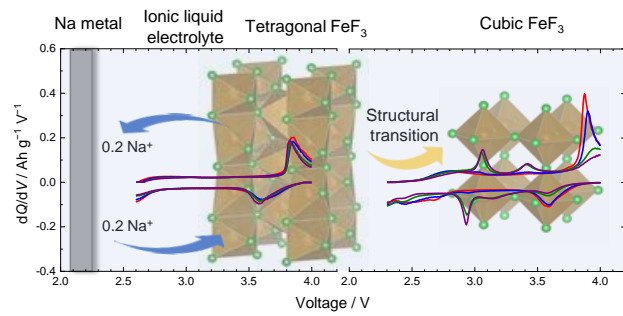 Na metal
Ionic liquid
electrolyte
Tetragonal FeF₃
Cubic FeF₃
dQ/dV / Ah g⁻¹ V⁻¹
0.6
0.4
0.2
0.0
-0.2
-0.4
0.2 Na⁺
0.2 Na⁺
Structural
transition
2.0 2.5 3.0 3.5 4.0 2.0 2.5 3.0 3.5 4.0
Voltage / V